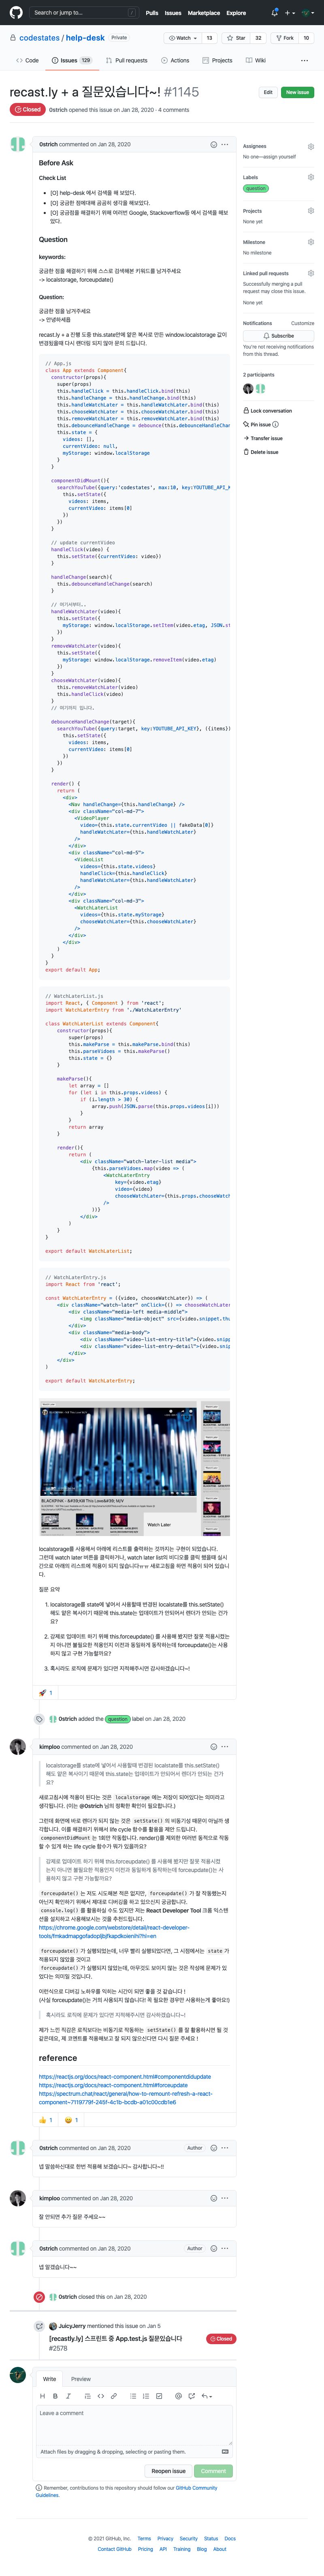 Search or jump to...
/
Pulls Issues Marketplace Explore
codestates / help-desk Private
Watch 13 Star 32 Fork 10
Code Issues 129 Pull requests Actions Projects Wiki
recast.ly + a 질문있습니다~! #1145
Edit New issue
Closed 0strich opened this issue on Jan 28, 2020 · 4 comments
0strich commented on Jan 28, 2020
Before Ask
Check List
[O] help-desk 에서 검색을 해 보았다.
[O] 궁금한 점에대해 곰곰히 생각을 해보았다.
[O] 궁금점을 해결하기 위해 여러번 Google, Stackoverflow등 에서 검색을 해보았다.
Question
keywords:
궁금한 점을 해결하기 위해 스스로 검색해본 키워드를 남겨주세요
-> localstorage, forceupdate()
Question:
궁금한 점을 남겨주세요
-> 안녕하세욥
recast.ly + a 진행 도중 this.state안에 얕은 복사로 만든 window.localstorage 값이
변경됬을때 다시 랜더링 되지 않아 문의 드립니다.
// App.js
class App extends Component{
constructor(props){
super(props)
this.handleClick = this.handleClick.bind(this)
this.handleChange = this.handleChange.bind(this)
this.handleWatchLater = this.handleWatchLater.bind(this)
this.chooseWatchLater = this.chooseWatchLater.bind(this)
this.removeWatchLater = this.removeWatchLater.bind(this)
this.debounceHandleChange = debounce(this.debounceHandleChan
this.state = {
videos: [],
currentVideo: null,
myStorage: window.localStorage
}
}
componentDidMount(){
searchYouTube({query:'codestates', max:10, key:YOUTUBE_API_K
this.setState({
videos: items,
currentVideo: items[0]
})
})
}
// update currentVideo
handleClick(video) {
this.setState({currentVideo: video})
}
handleChange(search){
this.debounceHandleChange(search)
}
// 여기서부터..
handleWatchLater(video){
this.setState({
myStorage: window.localStorage.setItem(video.etag, JSON.st
})
}
removeWatchLater(video){
this.setState({
myStorage: window.localStorage.removeItem(video.etag)
})
}
chooseWatchLater(video){
this.removeWatchLater(video)
this.handleClick(video)
}
// 여기까지 입니다.
debounceHandleChange(target){
searchYouTube({query:target, key:YOUTUBE_API_KEY}, ({items})
this.setState({
videos: items,
currentVideo: items[0]
})
})
}
render() {
return (
<div>
<Nav handleChange={this.handleChange} />
<div className="col-md-7">
<VideoPlayer
video={this.state.currentVideo || fakeData[0]}
handleWatchLater={this.handleWatchLater}
/>
</div>
<div className="col-md-5">
<VideoList
videos={this.state.videos}
handleClick={this.handleClick}
handleWatchLater={this.handleWatchLater}
/>
</div>
<div className="col-md-3">
<WatchLaterList
videos={this.state.myStorage}
chooseWatchLater={this.chooseWatchLater}
/>
</div>
</div>
)
}
}
export default App;
// WatchLaterList.js
import React, { Component } from 'react';
import WatchLaterEntry from './WatchLaterEntry'
class WatchLaterList extends Component{
constructor(props){
super(props)
this.makeParse = this.makeParse.bind(this)
this.parseVidoes = this.makeParse()
this.state = {}
}
makeParse(){
let array = []
for (let i in this.props.videos) {
if (i.length > 30) {
array.push(JSON.parse(this.props.videos[i]))
}
}
return array
}
render(){
return (
<div className="watch-later-list media">
{this.parseVidoes.map(video => (
<WatchLaterEntry
key={video.etag}
video={video}
chooseWatchLater={this.props.chooseWatch
/>
))}
</div>
)
}
}
export default WatchLaterList;
// WatchLaterEntry.js
import React from 'react';
const WatchLaterEntry = ({video, chooseWatchLater}) => (
<div className="watch-later" onClick={() => chooseWatchLater
<div className="media-left media-middle">
<img className="media-object" src={video.snippet.thu
</div>
<div className="media-body">
<div className="video-list-entry-title">{video.snipp
<div className="video-list-entry-detail">{video.snip
</div>
</div>
)
export default WatchLaterEntry;
Watch Later
localstorage를 사용해서 아래에 리스트를 출력하는 것까지는 구현이 되었습니다.
그런데 watch later 버튼을 클릭하거나, watch later list의 비디오를 클릭 했을때 실시
간으로 아래의 리스트에 적용이 되지 않습니다ㅠㅠ 새로고침을 하면 적용이 되어 있습니다.
질문 요약
1. localstorage를 state에 넣어서 사용할때 변경된 localstate를 this.setState()
해도 얕은 복사이기 때문에 this.state는 업데이트가 안되어서 랜더가 안되는 건가요?
2. 강제로 업데이트 하기 위해 this.forceupdate() 를 사용해 봤지만 잘못 적용시켰는
지 아니면 불필요한 적용인지 이전과 동일하게 동작하는데 forceupdate()는 사용
하지 않고 구현 가능할까요?
3. 혹시라도 로직에 문제가 있다면 지적해주시면 감사하겠습니다~!
1
0strich added the question label on Jan 28, 2020
kimploo commented on Jan 28, 2020
localstorage를 state에 넣어서 사용할때 변경된 localstate를 this.setState()
해도 얕은 복사이기 때문에 this.state는 업데이트가 안되어서 랜더가 안되는 건가요?
새로고침시에 적용이 된다는 것은 localStorage 에는 저장이 되어있다는 의미라고
생각됩니다. (이는 @0strich 님의 정확한 확인이 필요합니다.)
그런데 화면에 바로 랜더가 되지 않는 것은 setState() 의 비동기성 때문이 아닐까 생
각합니다. 이를 해결하기 위해서 life cycle 함수를 활용을 제안 드립니다.
componentDidMount 는 1회만 작동합니다. render()를 제외한 여러번 동적으로 작동
할 수 있게 하는 life cycle 함수가 뭐가 있을까요?
강제로 업데이트 하기 위해 this.forceupdate() 를 사용해 봤지만 잘못 적용시켰
는지 아니면 불필요한 적용인지 이전과 동일하게 동작하는데 forceupdate()는 사
용하지 않고 구현 가능할까요?
forceupdate() 는 저도 시도해본 적은 없지만, forceupdate() 가 잘 작동했는지
아닌지 확인하기 위해서 제대로 디버깅을 하고 있으신지 궁금합니다.
console.log() 를 활용하실 수도 있지만 저는 React Developer Tool 크롬 익스텐
션을 설치하고 사용해보시는 것을 추천드립니다.
https://chrome.google.com/webstore/detail/react-developer-
tools/fmkadmapgofadopljbjfkapdkoienihi?hl=en
forceupdate() 가 실행되었는데, 너무 빨리 실행되었다면, 그 시점에서는 state 가
적용되지 않았을 것이고
forceupdate() 가 실행되지 않았는데, 아무것도 보이지 않는 것은 작성에 문제가 있
었다는 의미일 것입니다.
이런식으로 디버깅 노하우를 익히는 시간이 되면 좋을 것 같습니다 !
(사실 forceupdate()는 거의 사용되지 않습니다만 꼭 필요한 경우면 사용하는게 좋아요!)
혹시라도 로직에 문제가 있다면 지적해주시면 감사하겠습니다~!
제가 느낀 직감은 로직보다는 비동기로 작동하는 setState() 를 잘 활용하시면 될 것
같은데요, 제 코멘트를 적용해보고 잘 되지 않으신다면 다시 질문 주세요 !
reference
https://reactjs.org/docs/react-component.html#componentdidupdate
https://reactjs.org/docs/react-component.html#forceupdate
https://spectrum.chat/react/general/how-to-remount-refresh-a-react-
component~7119779f-245f-4c1b-bcdb-a01c00cdb1e6
1 1
0strich commented on Jan 28, 2020 Author
넵 말씀하신대로 한번 적용해 보겠습니다~ 감사합니다~!!
kimploo commented on Jan 28, 2020
잘 안되면 추가 질문 주세요~~
0strich commented on Jan 28, 2020 Author
넵 알겠습니다~~
0strich closed this on Jan 28, 2020
JuicyJerry mentioned this issue on Jan 5
[recastly.ly] 스프린트 중 App.test.js 질문있습니다 Closed
#2578
Write Preview
Leave a comment
Attach files by dragging & dropping, selecting or pasting them.
Reopen issue Comment
Remember, contributions to this repository should follow our GitHub Community
Guidelines.
Assignees
No one—assign yourself
Labels
question
Projects
None yet
Milestone
No milestone
Linked pull requests
Successfully merging a pull
request may close this issue.
None yet
Notifications Customize
Subscribe
You're not receiving notifications
from this thread.
2 participants
Lock conversation
Pin issue
Transfer issue
Delete issue
© 2021 GitHub, Inc. Terms Privacy Security Status Docs
Contact GitHub Pricing API Training Blog About